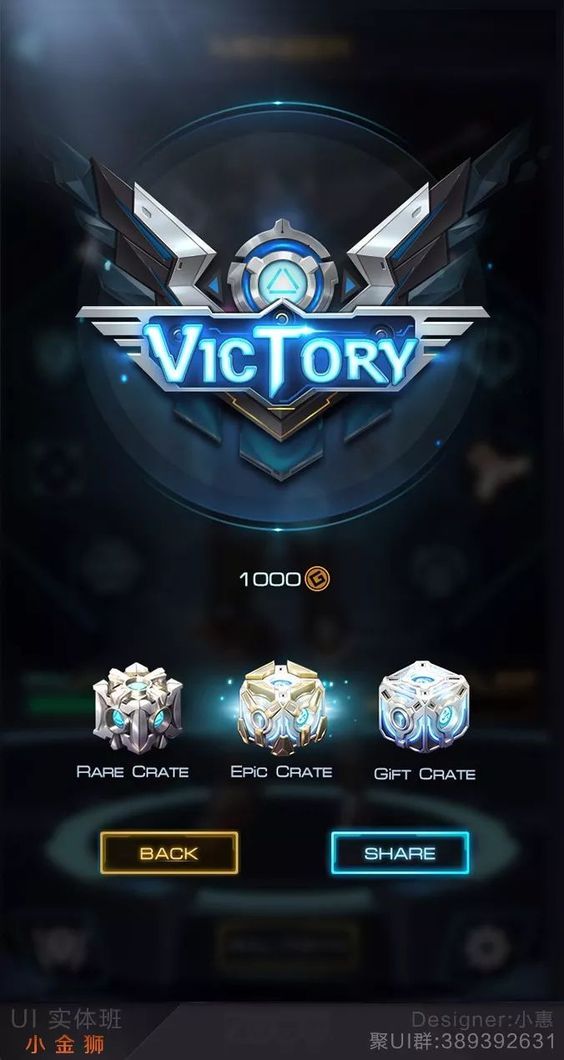 VicTory
1000
Rare Crate
Epic Crate
Gift Crate
BACK
SHARE
UI 实体班
小金狮
Designer:小惠
聚UI群:389392631